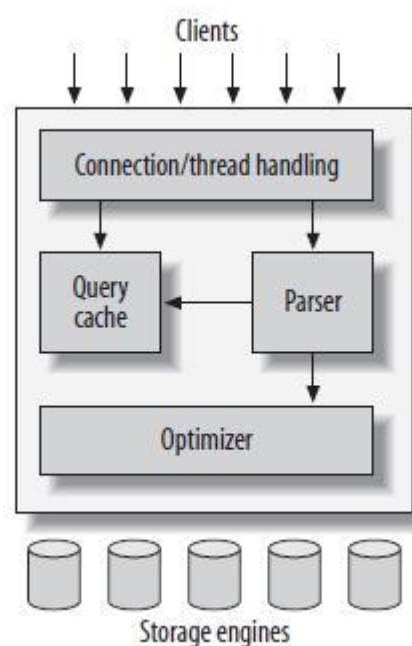 Clients
Connection/thread handling
Query
cache
Parser
Optimizer
Storage engines